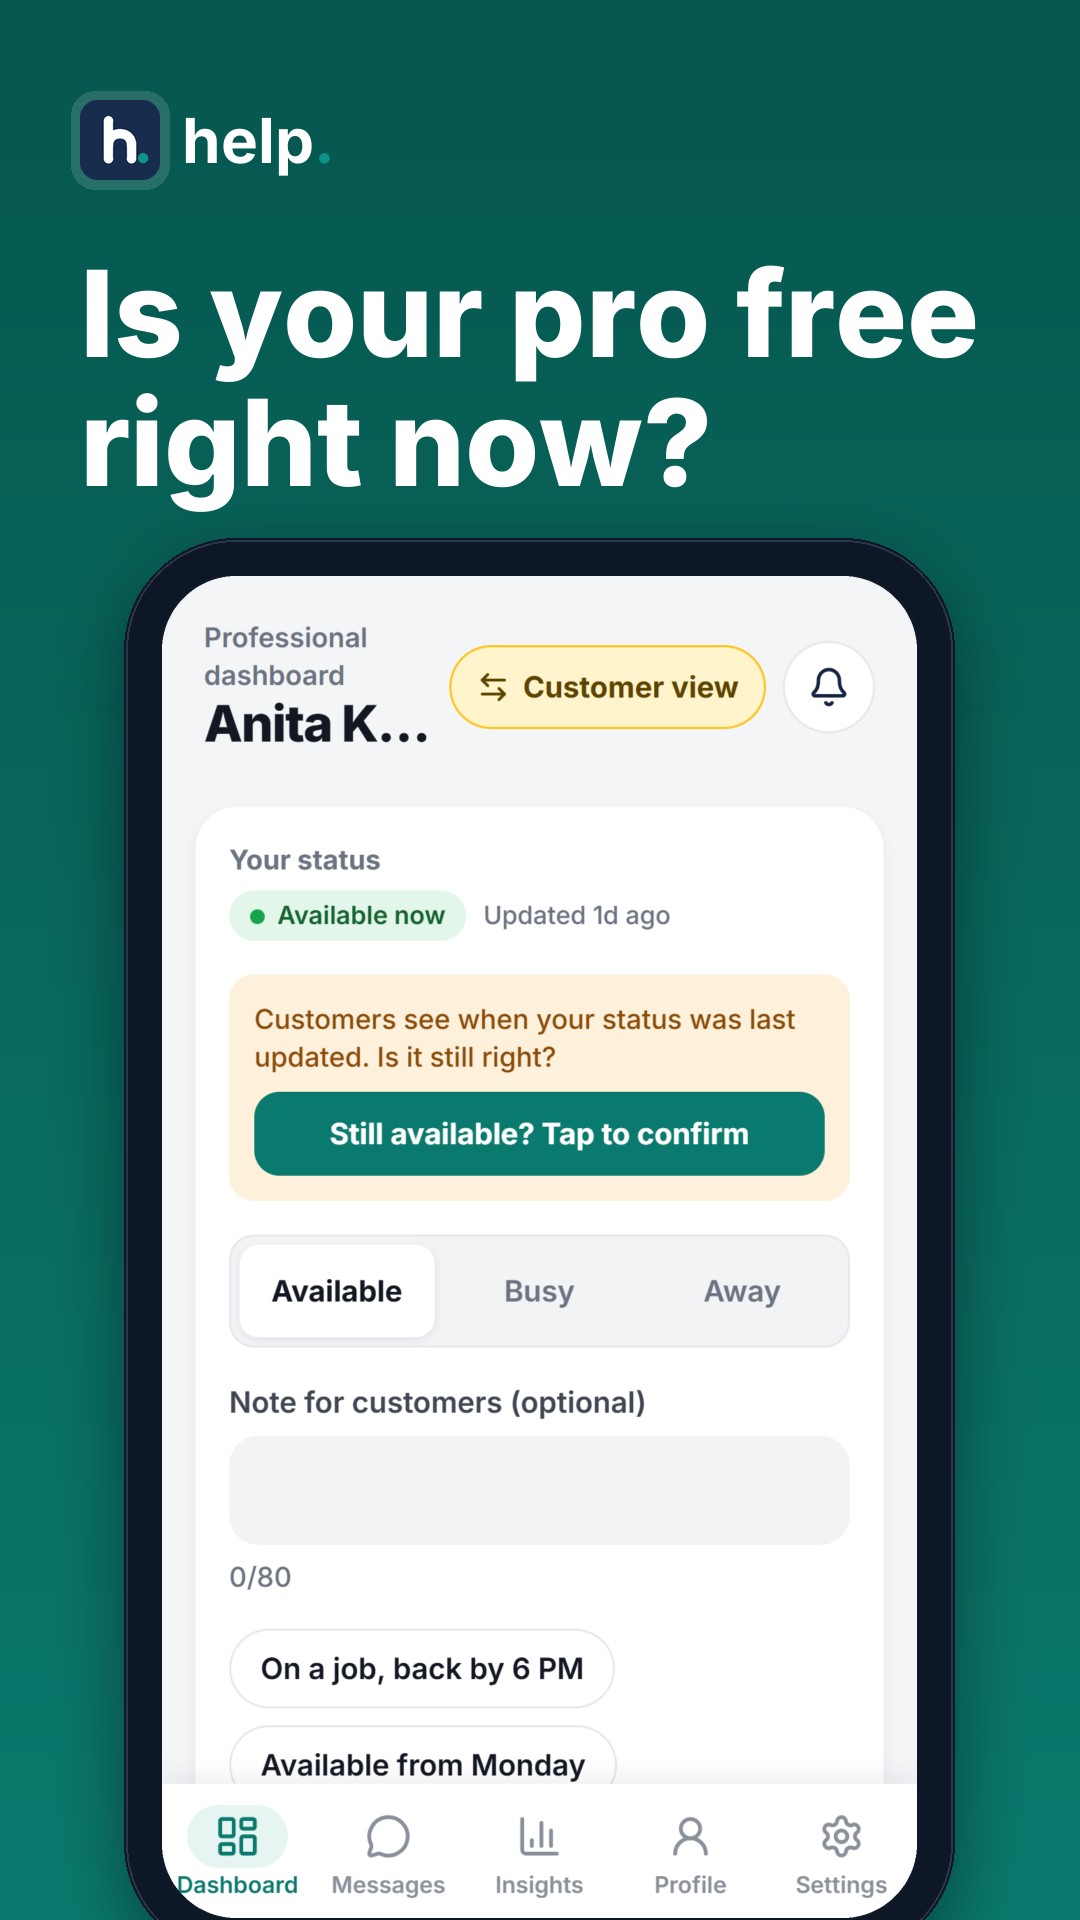 h.
help.
Is your pro free
right now?
Professional
dashboard
Anita K...
Customer view
Your status
Available now
Updated 1d ago
Customers see when your status was last
updated. Is it still right?
Still available? Tap to confirm
Available
Busy
Away
Note for customers (optional)
0/80
On a job, back by 6 PM
Available from Monday
Dashboard
Messages
Insights
Profile
Settings